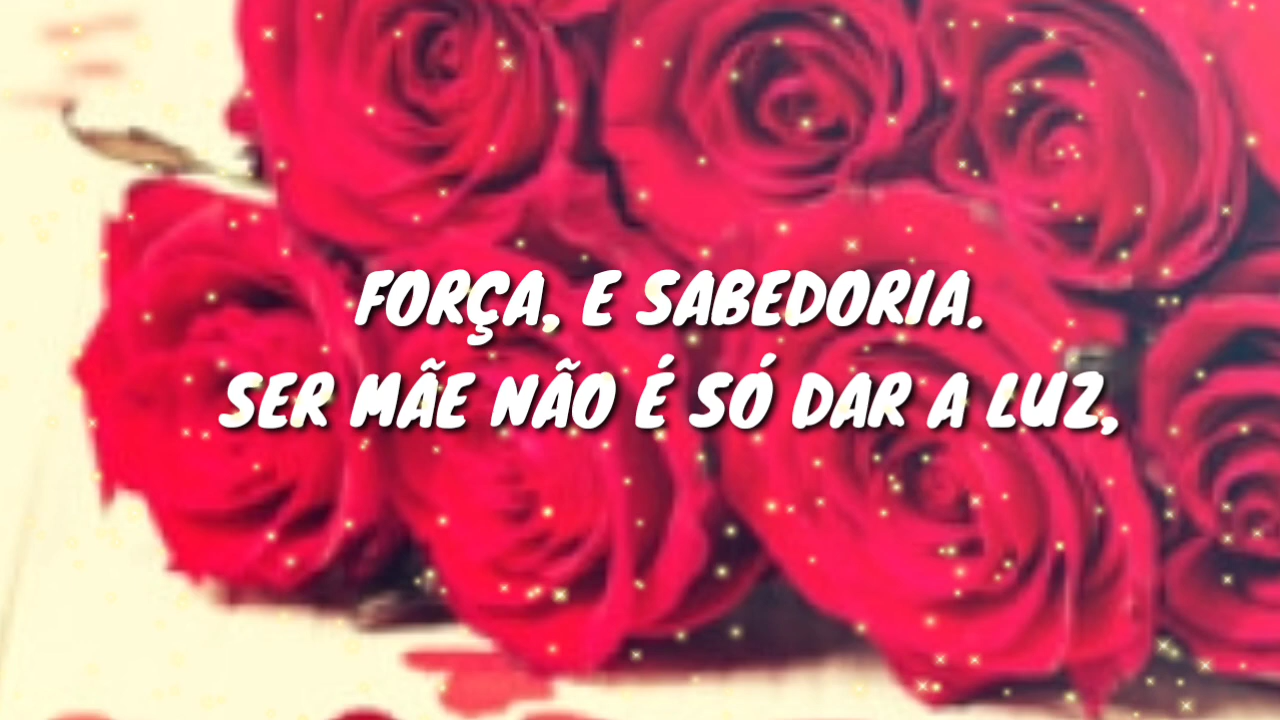 FORÇA, E SABEDORIA.
SER MÃE NÃO É SÓ DAR A LUZ,